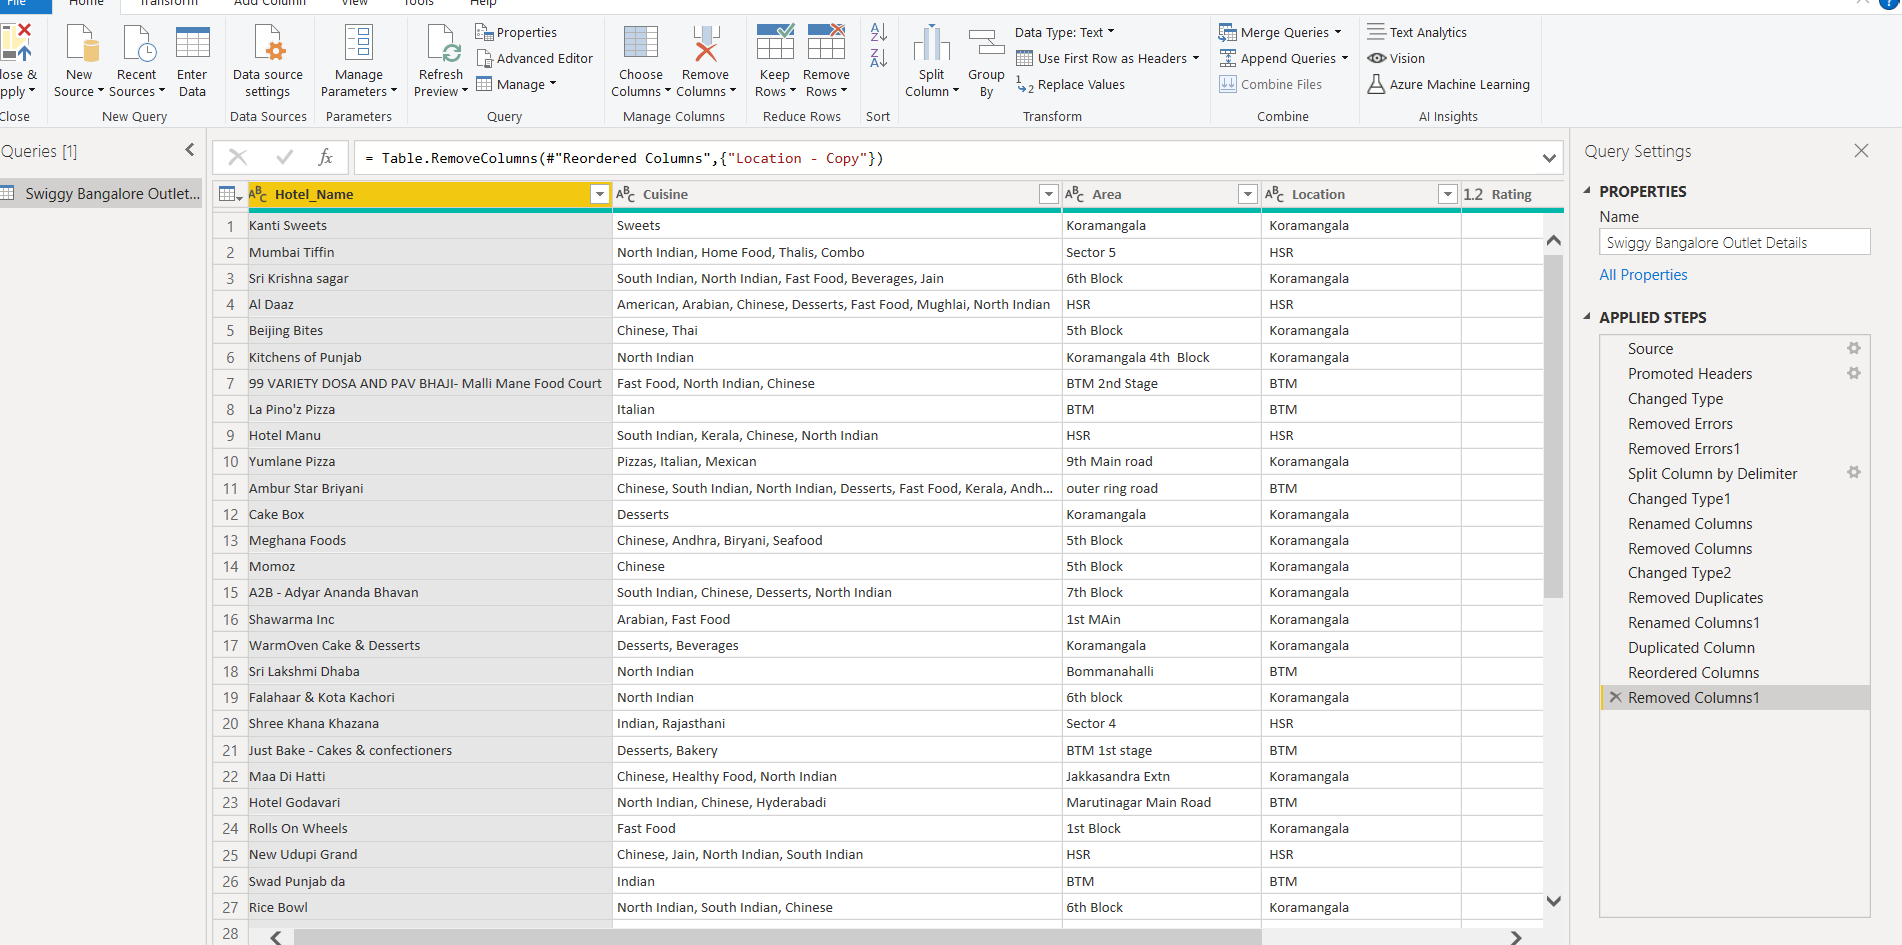 File Home Transform Add Column View Tools Help
lose & pply New Source Recent Sources Enter Data Data source settings Manage Parameters Refresh Preview Properties Advanced Editor Manage Choose Columns Remove Columns Keep Rows Remove Rows Split Column Group By Data Type: Text Use First Row as Headers Replace Values Merge Queries Append Queries Combine Files Text Analytics Vision Azure Machine Learning
Close New Query Data Sources Parameters Query Manage Columns Reduce Rows Sort Transform Combine AI Insights
Queries [1]
Swiggy Bangalore Outlet...
fx = Table.RemoveColumns(#"Reordered Columns",{"Location - Copy"})
ABC Hotel_Name ABC Cuisine ABC Area ABC Location 1.2 Rating
1 Kanti Sweets Sweets Koramangala Koramangala
2 Mumbai Tiffin North Indian, Home Food, Thalis, Combo Sector 5 HSR
3 Sri Krishna sagar South Indian, North Indian, Fast Food, Beverages, Jain 6th Block Koramangala
4 Al Daaz American, Arabian, Chinese, Desserts, Fast Food, Mughlai, North Indian HSR HSR
5 Beijing Bites Chinese, Thai 5th Block Koramangala
6 Kitchens of Punjab North Indian Koramangala 4th  Block Koramangala
7 99 VARIETY DOSA AND PAV BHAJI- Malli Mane Food Court Fast Food, North Indian, Chinese BTM 2nd Stage BTM
8 La Pino'z Pizza Italian BTM BTM
9 Hotel Manu South Indian, Kerala, Chinese, North Indian HSR HSR
10 Yumlane Pizza Pizzas, Italian, Mexican 9th Main road Koramangala
11 Ambur Star Briyani Chinese, South Indian, North Indian, Desserts, Fast Food, Kerala, Andh... outer ring road BTM
12 Cake Box Desserts Koramangala Koramangala
13 Meghana Foods Chinese, Andhra, Biryani, Seafood 5th Block Koramangala
14 Momoz Chinese 5th Block Koramangala
15 A2B - Adyar Ananda Bhavan South Indian, Chinese, Desserts, North Indian 7th Block Koramangala
16 Shawarma Inc Arabian, Fast Food 1st MAin Koramangala
17 WarmOven Cake & Desserts Desserts, Beverages Koramangala Koramangala
18 Sri Lakshmi Dhaba North Indian Bommanahalli BTM
19 Falahaar & Kota Kachori North Indian 6th block Koramangala
20 Shree Khana Khazana Indian, Rajasthani Sector 4 HSR
21 Just Bake - Cakes & confectioners Desserts, Bakery BTM 1st stage BTM
22 Maa Di Hatti Chinese, Healthy Food, North Indian Jakkasandra Extn Koramangala
23 Hotel Godavari North Indian, Chinese, Hyderabadi Marutinagar Main Road BTM
24 Rolls On Wheels Fast Food 1st Block Koramangala
25 New Udupi Grand Chinese, Jain, North Indian, South Indian HSR HSR
26 Swad Punjab da Indian BTM BTM
27 Rice Bowl North Indian, South Indian, Chinese 6th Block Koramangala
28
Query Settings
PROPERTIES
Name
Swiggy Bangalore Outlet Details
All Properties
APPLIED STEPS
Source
Promoted Headers
Changed Type
Removed Errors
Removed Errors1
Split Column by Delimiter
Changed Type1
Renamed Columns
Removed Columns
Changed Type2
Removed Duplicates
Renamed Columns1
Duplicated Column
Reordered Columns
Removed Columns1